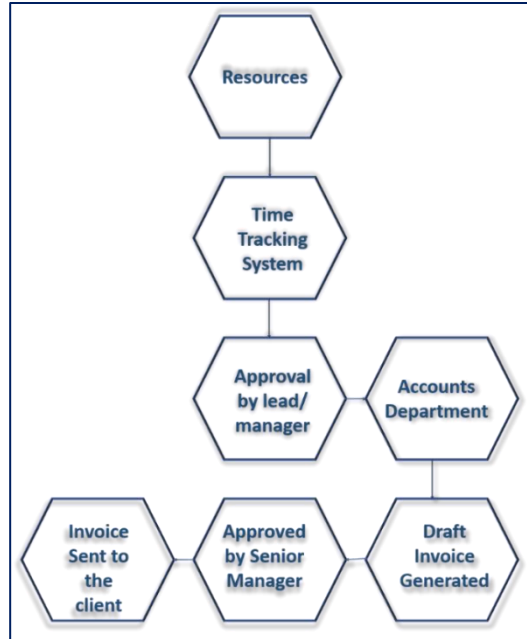 Resources
Time
Tracking
System
Approval
by lead/
manager
Accounts
Department
Draft
Invoice
Generated
Approved
by Senior
Manager
Invoice
Sent to
the
client